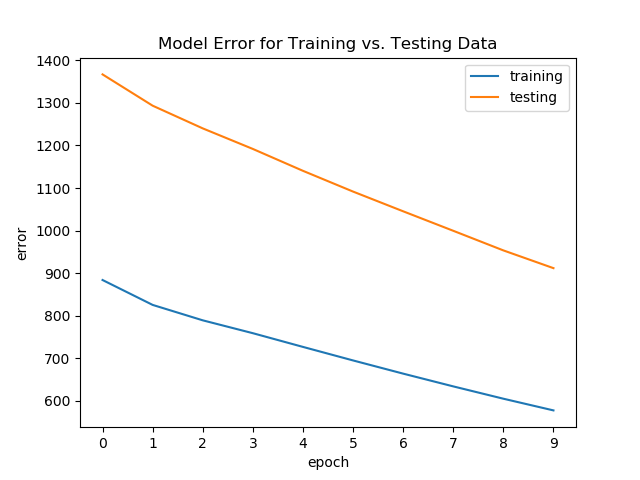 Model Error for Training vs. Testing Data
training
testing
1400
1300
1200
1100
1000
900
800
700
600
error
0 1 2 3 4 5 6 7 8 9
epoch